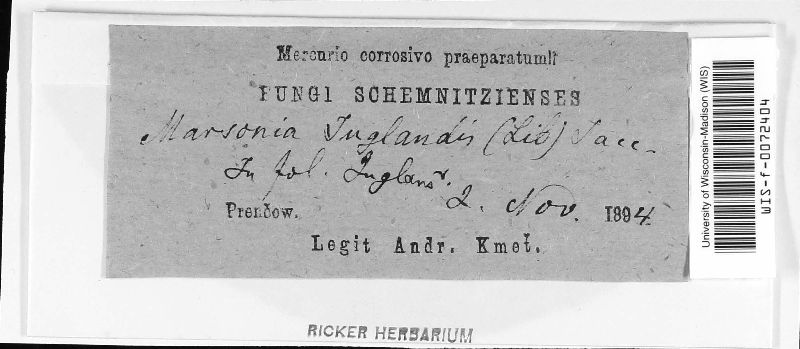 Mercurio corrosivo praeparatum!!
FUNGI SCHEMNITZIENSES
Marsonia Juglandis (Lib) Sacc.
In fol. Juglans r.
2. Nov. 1894.
Prenďow.
Legit Andr. Kmeť.
RICKER HERBARIUM
University of Wisconsin-Madison (WIS)
WIS-f-0072404